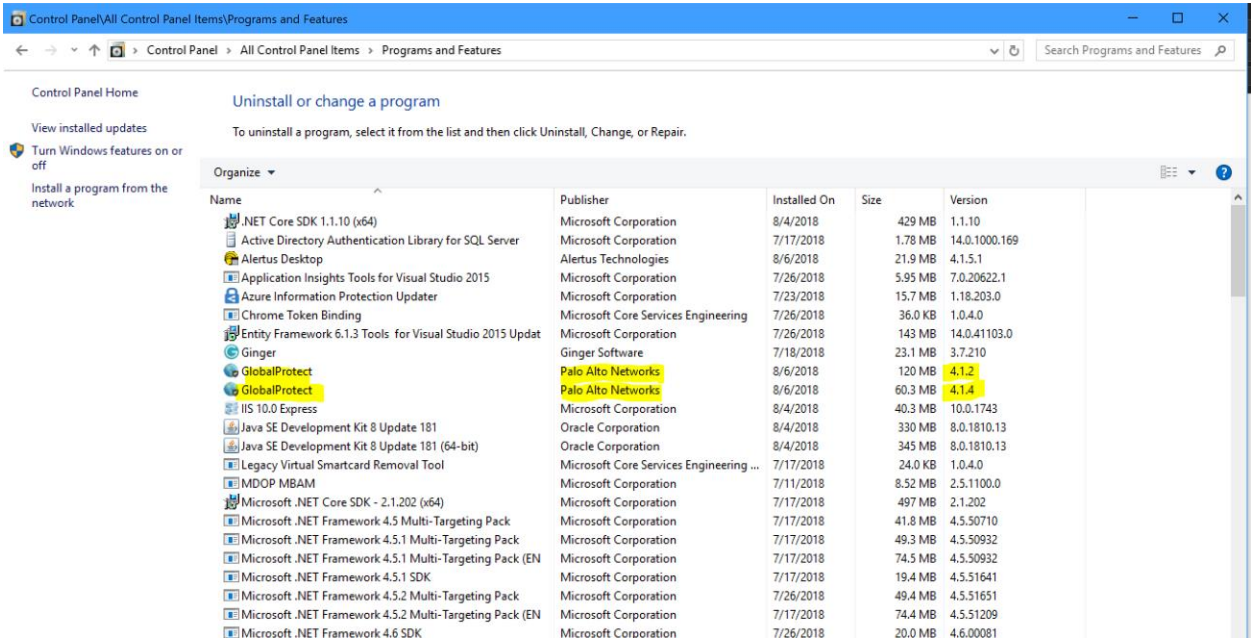 Control Panel\All Control Panel Items\Programs and Features
Control Panel > All Control Panel Items > Programs and Features
Search Programs and Features
Control Panel Home
View installed updates
Turn Windows features on or
off
Install a program from the
network
Uninstall or change a program
To uninstall a program, select it from the list and then click Uninstall, Change, or Repair.
Organize
Name Publisher Installed On Size Version
.NET Core SDK 1.1.10 (x64) Microsoft Corporation 8/4/2018 429 MB 1.1.10
Active Directory Authentication Library for SQL Server Microsoft Corporation 7/17/2018 1.78 MB 14.0.1000.169
Alertus Desktop Alertus Technologies 8/6/2018 21.9 MB 4.1.5.1
Application Insights Tools for Visual Studio 2015 Microsoft Corporation 7/26/2018 5.95 MB 7.0.20622.1
Azure Information Protection Updater Microsoft Corporation 7/23/2018 15.7 MB 1.18.203.0
Chrome Token Binding Microsoft Core Services Engineering 7/26/2018 36.0 KB 1.0.4.0
Entity Framework 6.1.3 Tools for Visual Studio 2015 Updat Microsoft Corporation 7/26/2018 143 MB 14.0.41103.0
Ginger Ginger Software 7/18/2018 23.1 MB 3.7.210
GlobalProtect Palo Alto Networks 8/6/2018 120 MB 4.1.2
GlobalProtect Palo Alto Networks 8/6/2018 60.3 MB 4.1.4
IIS 10.0 Express Microsoft Corporation 8/4/2018 40.3 MB 10.0.1743
Java SE Development Kit 8 Update 181 Oracle Corporation 8/4/2018 330 MB 8.0.1810.13
Java SE Development Kit 8 Update 181 (64-bit) Oracle Corporation 8/4/2018 345 MB 8.0.1810.13
Legacy Virtual Smartcard Removal Tool Microsoft Core Services Engineering ... 7/17/2018 24.0 KB 1.0.4.0
MDOP MBAM Microsoft Corporation 7/11/2018 8.52 MB 2.5.1100.0
Microsoft .NET Core SDK - 2.1.202 (x64) Microsoft Corporation 7/17/2018 497 MB 2.1.202
Microsoft .NET Framework 4.5 Multi-Targeting Pack Microsoft Corporation 7/17/2018 41.8 MB 4.5.50710
Microsoft .NET Framework 4.5.1 Multi-Targeting Pack Microsoft Corporation 7/17/2018 49.3 MB 4.5.50932
Microsoft .NET Framework 4.5.1 Multi-Targeting Pack (EN Microsoft Corporation 7/17/2018 74.5 MB 4.5.50932
Microsoft .NET Framework 4.5.1 SDK Microsoft Corporation 7/17/2018 19.4 MB 4.5.51641
Microsoft .NET Framework 4.5.2 Multi-Targeting Pack Microsoft Corporation 7/26/2018 49.4 MB 4.5.51651
Microsoft .NET Framework 4.5.2 Multi-Targeting Pack (EN Microsoft Corporation 7/17/2018 74.4 MB 4.5.51209
Microsoft .NET Framework 4.6 SDK Microsoft Corporation 7/26/2018 20.0 MB 4.6.00081